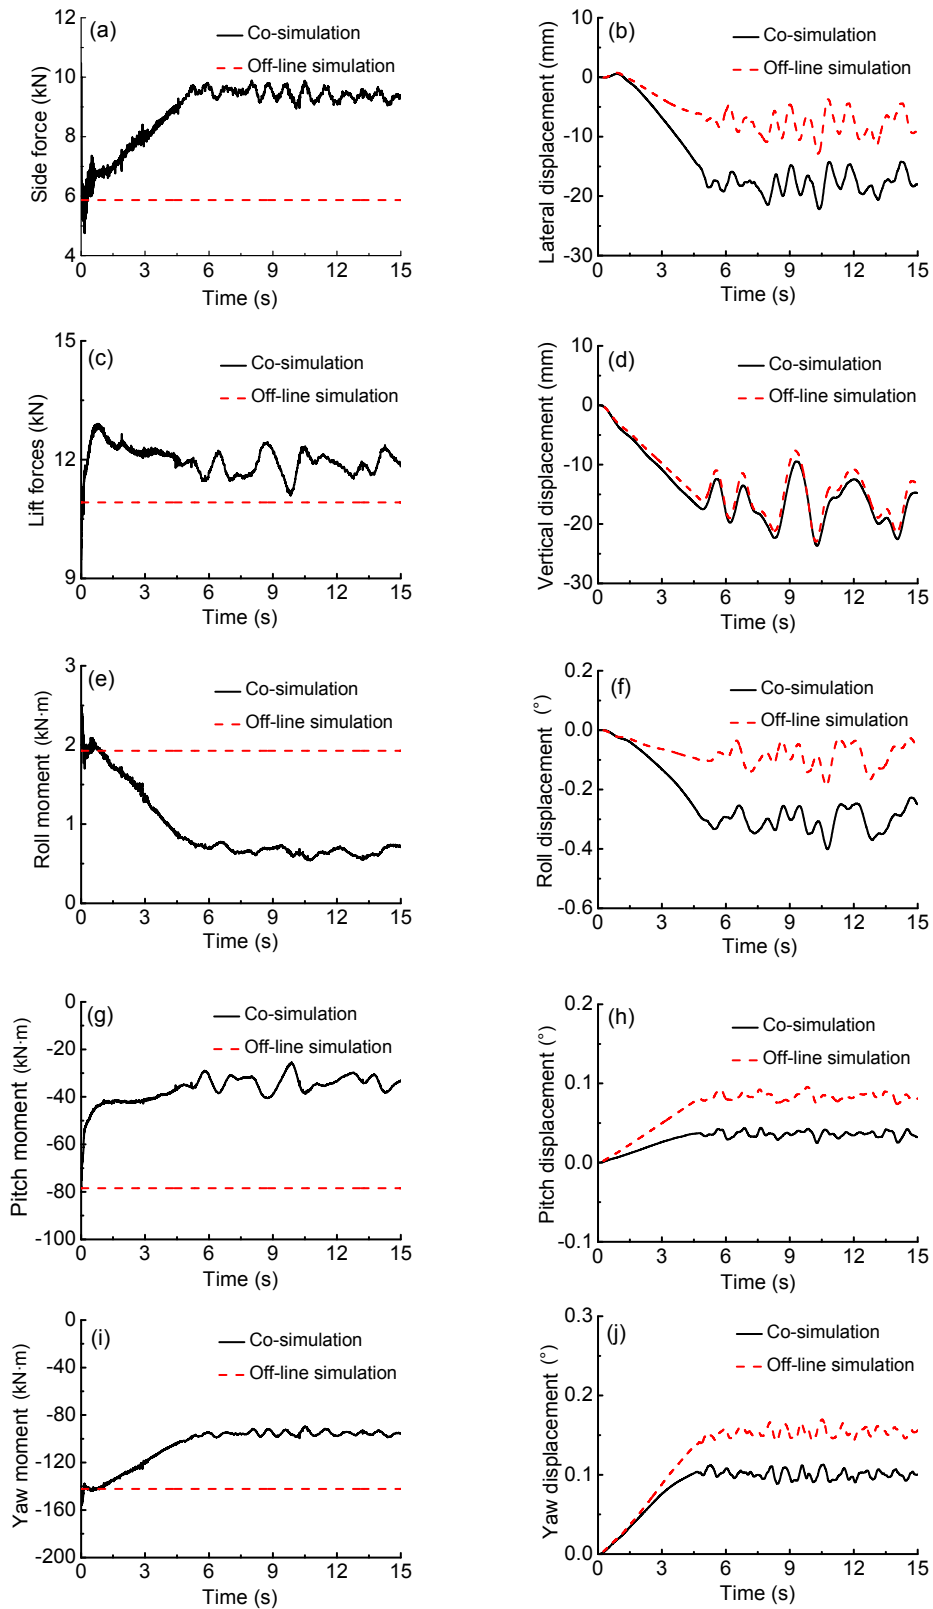 (a)
Co-simulation
Off-line simulation
Side force (kN)
12
10
8
6
4
0
3
6
9
12
15
Time (s)
(b)
Co-simulation
Off-line simulation
Lateral displacement (mm)
10
0
-10
-20
-30
0
3
6
9
12
15
Time (s)
(c)
Co-simulation
Off-line simulation
Lift forces (kN)
15
12
9
0
3
6
9
12
15
Time (s)
(d)
Co-simulation
Off-line simulation
Vertical displacement (mm)
10
0
-10
-20
-30
0
3
6
9
12
15
Time (s)
(e)
Co-simulation
Off-line simulation
Roll moment (kN·m)
3
2
1
0
0
3
6
9
12
15
Time (s)
(f)
Co-simulation
Off-line simulation
Roll displacement (°)
0.2
0.0
-0.2
-0.4
-0.6
0
3
6
9
12
15
Time (s)
(g)
Co-simulation
Off-line simulation
Pitch moment (kN·m)
0
-20
-40
-60
-80
-100
0
3
6
9
12
15
Time (s)
(h)
Co-simulation
Off-line simulation
Pitch displacement (°)
0.2
0.1
0.0
-0.1
0
3
6
9
12
15
Time (s)
(i)
Co-simulation
Off-line simulation
Yaw moment (kN·m)
0
-40
-80
-120
-160
-200
0
3
6
9
12
15
Time (s)
(j)
Co-simulation
Off-line simulation
Yaw displacement (°)
0.3
0.2
0.1
0.0
0
3
6
9
12
15
Time (s)